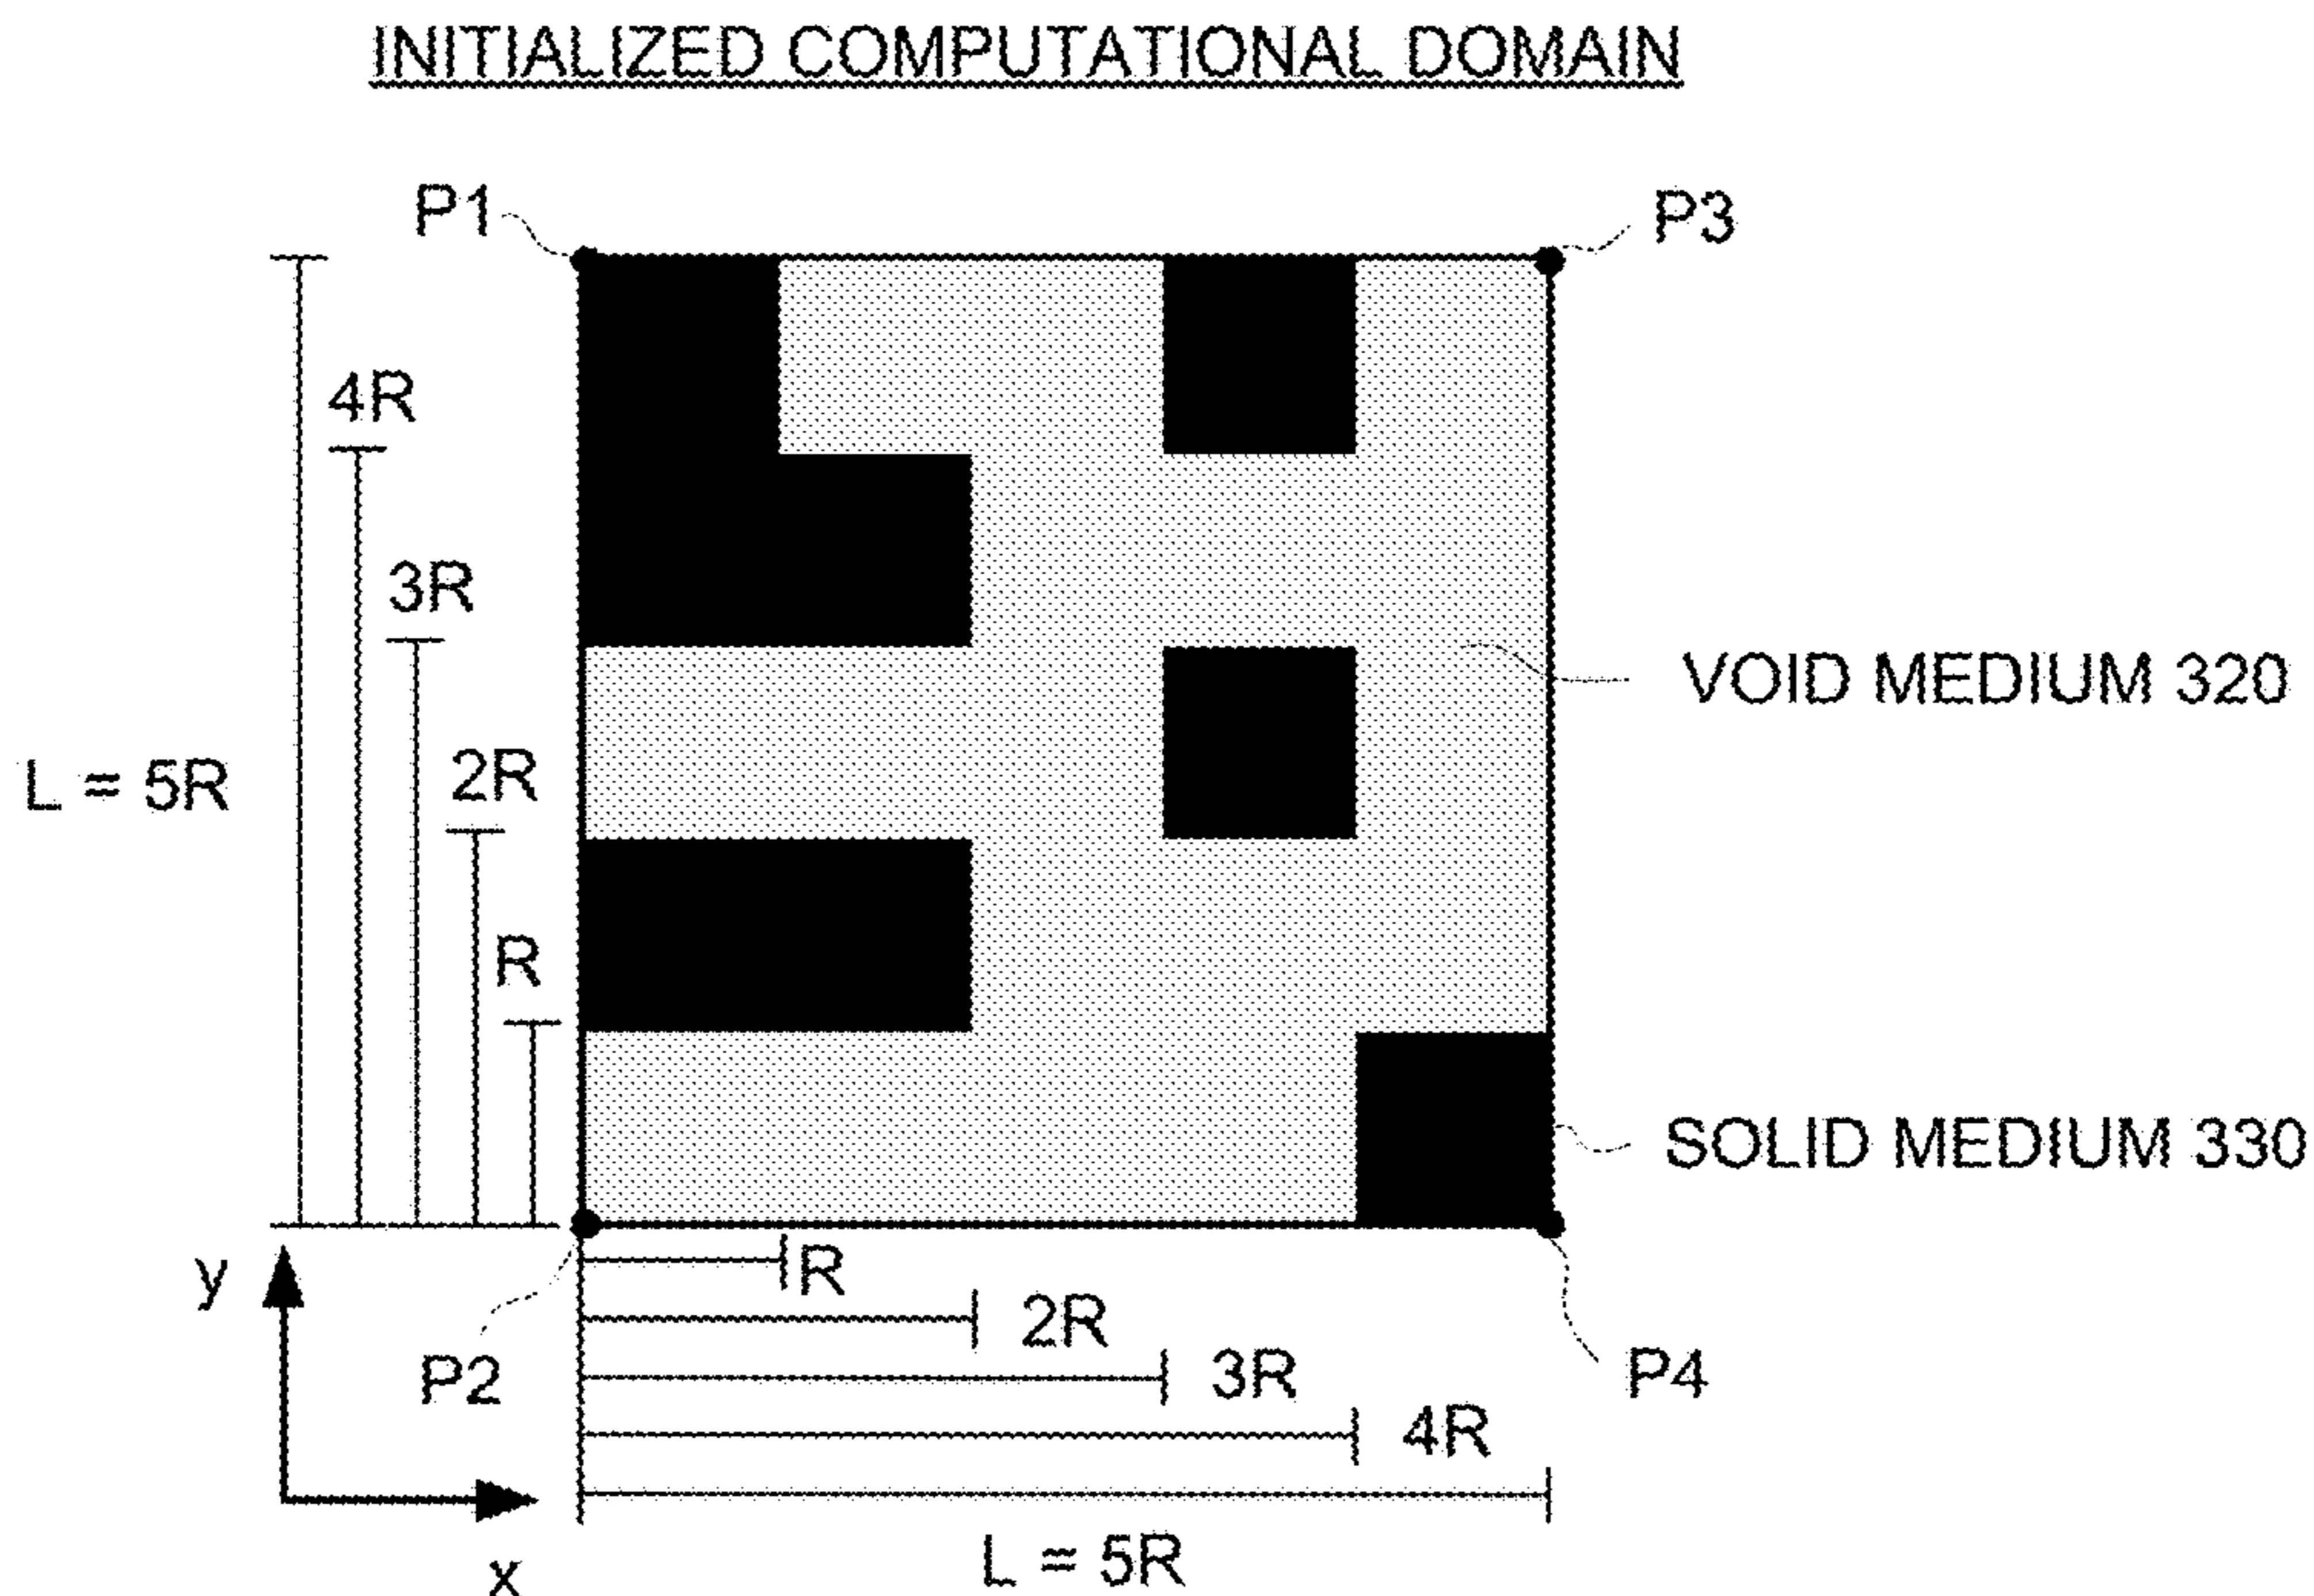 INITIALIZED COMPUTATIONAL DOMAIN
P1
P3
4R
3R
VOID MEDIUM 320
2R
L = 5R
R
SOLID MEDIUM 330
y
R
2R
P2
3R
P4
4R
L = 5R
x